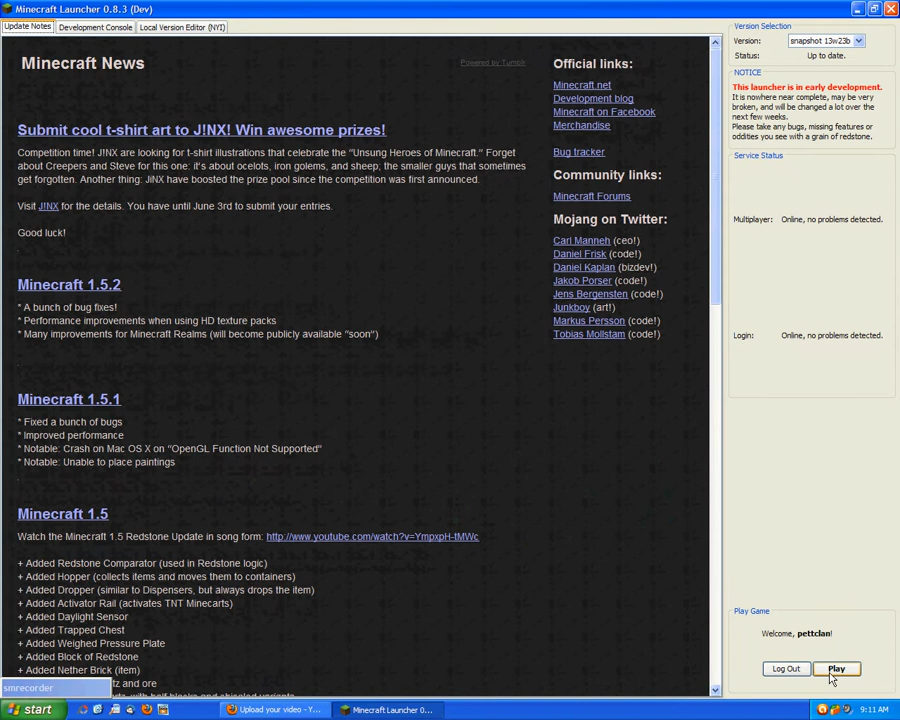 Minecraft Launcher 0.8.3 (Dev)
Update Notes
Development Console
Local Version Editor (NYI)
Minecraft News
Powered by Tumblr
Submit cool t-shirt art to J!NX! Win awesome prizes!
Competition time! J!NX are looking for t-shirt illustrations that celebrate the "Unsung Heroes of Minecraft." Forget
about Creepers and Steve for this one: it's about ocelots, iron golems, and sheep; the smaller guys that sometimes
get forgotten. Another thing: JiNX have boosted the prize pool since the competition was first announced.
Visit J!NX for the details. You have until June 3rd to submit your entries.
Good luck!
Minecraft 1.5.2
* A bunch of bug fixes!
* Performance improvements when using HD texture packs
* Many improvements for Minecraft Realms (will become publicly available "soon")
Minecraft 1.5.1
* Fixed a bunch of bugs
* Improved performance
* Notable: Crash on Mac OS X on "OpenGL Function Not Supported"
* Notable: Unable to place paintings
Minecraft 1.5
Watch the Minecraft 1.5 Redstone Update in song form: http://www.youtube.com/watch?v=YmpxpH-tMWc
+ Added Redstone Comparator (used in Redstone logic)
+ Added Hopper (collects items and moves them to containers)
+ Added Dropper (similar to Dispensers, but always drops the item)
+ Added Activator Rail (activates TNT Minecarts)
+ Added Daylight Sensor
+ Added Trapped Chest
+ Added Weighed Pressure Plate
+ Added Block of Redstone
+ Added Nether Brick (item)
Official links:
Minecraft.net
Development blog
Minecraft on Facebook
Merchandise
Bug tracker
Community links:
Minecraft Forums
Mojang on Twitter:
Carl Manneh (ceo!)
Daniel Frisk (code!)
Daniel Kaplan (bizdev!)
Jakob Porser (code!)
Jens Bergensten (code!)
Junkboy (art!)
Markus Persson (code!)
Tobias Mollstam (code!)
Version Selection
Version: snapshot 13w23b
Status: Up to date.
NOTICE
This launcher is in early development.
It is nowhere near complete, may be very
broken, and will be changed a lot over the
next few weeks.
Please take any bugs, missing features or
oddities you see with a grain of redstone.
Service Status
Multiplayer: Online, no problems detected.
Login: Online, no problems detected.
Play Game
Welcome, pettclan!
Log Out
Play
smrecorder
start
Upload your video - Y...
Minecraft Launcher 0....
9:11 AM